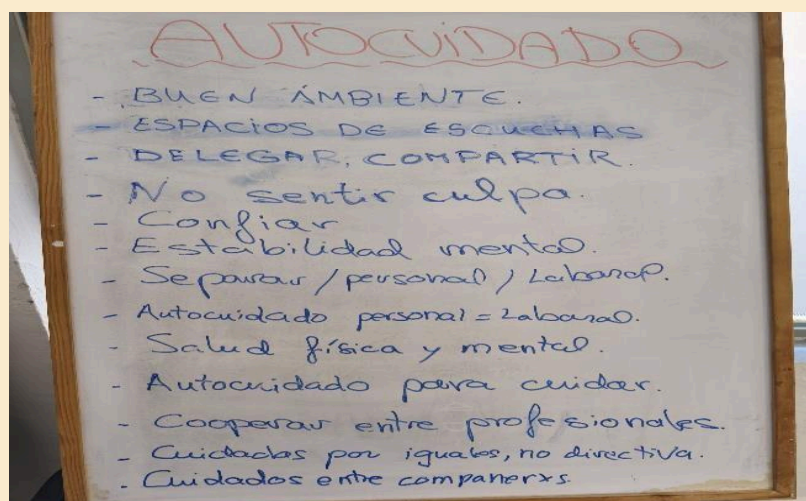 AUTOCUIDADO
- BUEN AMBIENTE.
- ESPACIOS DE ESCUCHAS
- DELEGAR, COMPARTIR.
- No sentir culpa.
- Confiar
- Estabilidad mental.
- Separar / personal / Laboral.
- Autocuidado personal = Laboral.
- Salud física y mental.
- Autocuidado para cuidar.
- Cooperar entre profesionales.
- Cuidados por iguales, no directiva.
- Cuidados entre companerxs.